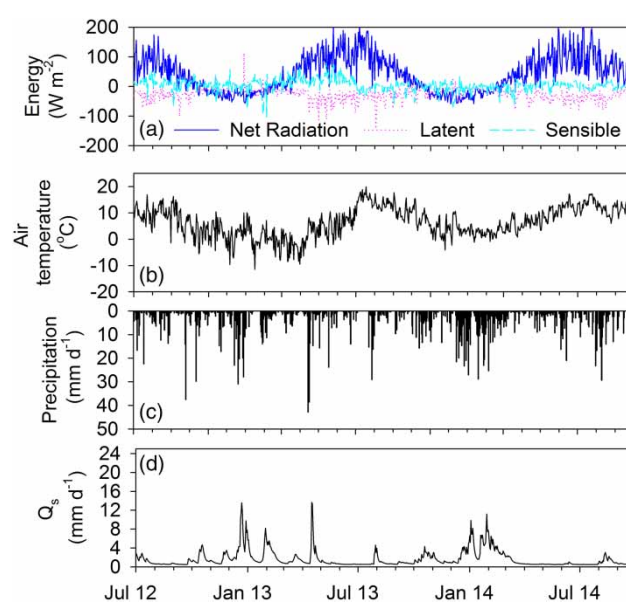 200
100
0
-100
-200
Energy
(W m-2)
(a)
Net Radiation
Latent
Sensible
20
10
0
-10
-20
Air
temperature
(oC)
(b)
0
10
20
30
40
50
Precipitation
(mm d-1)
(c)
24
20
16
12
8
4
0
Qs
(mm d-1)
(d)
Jul 12
Jan 13
Jul 13
Jan 14
Jul 14